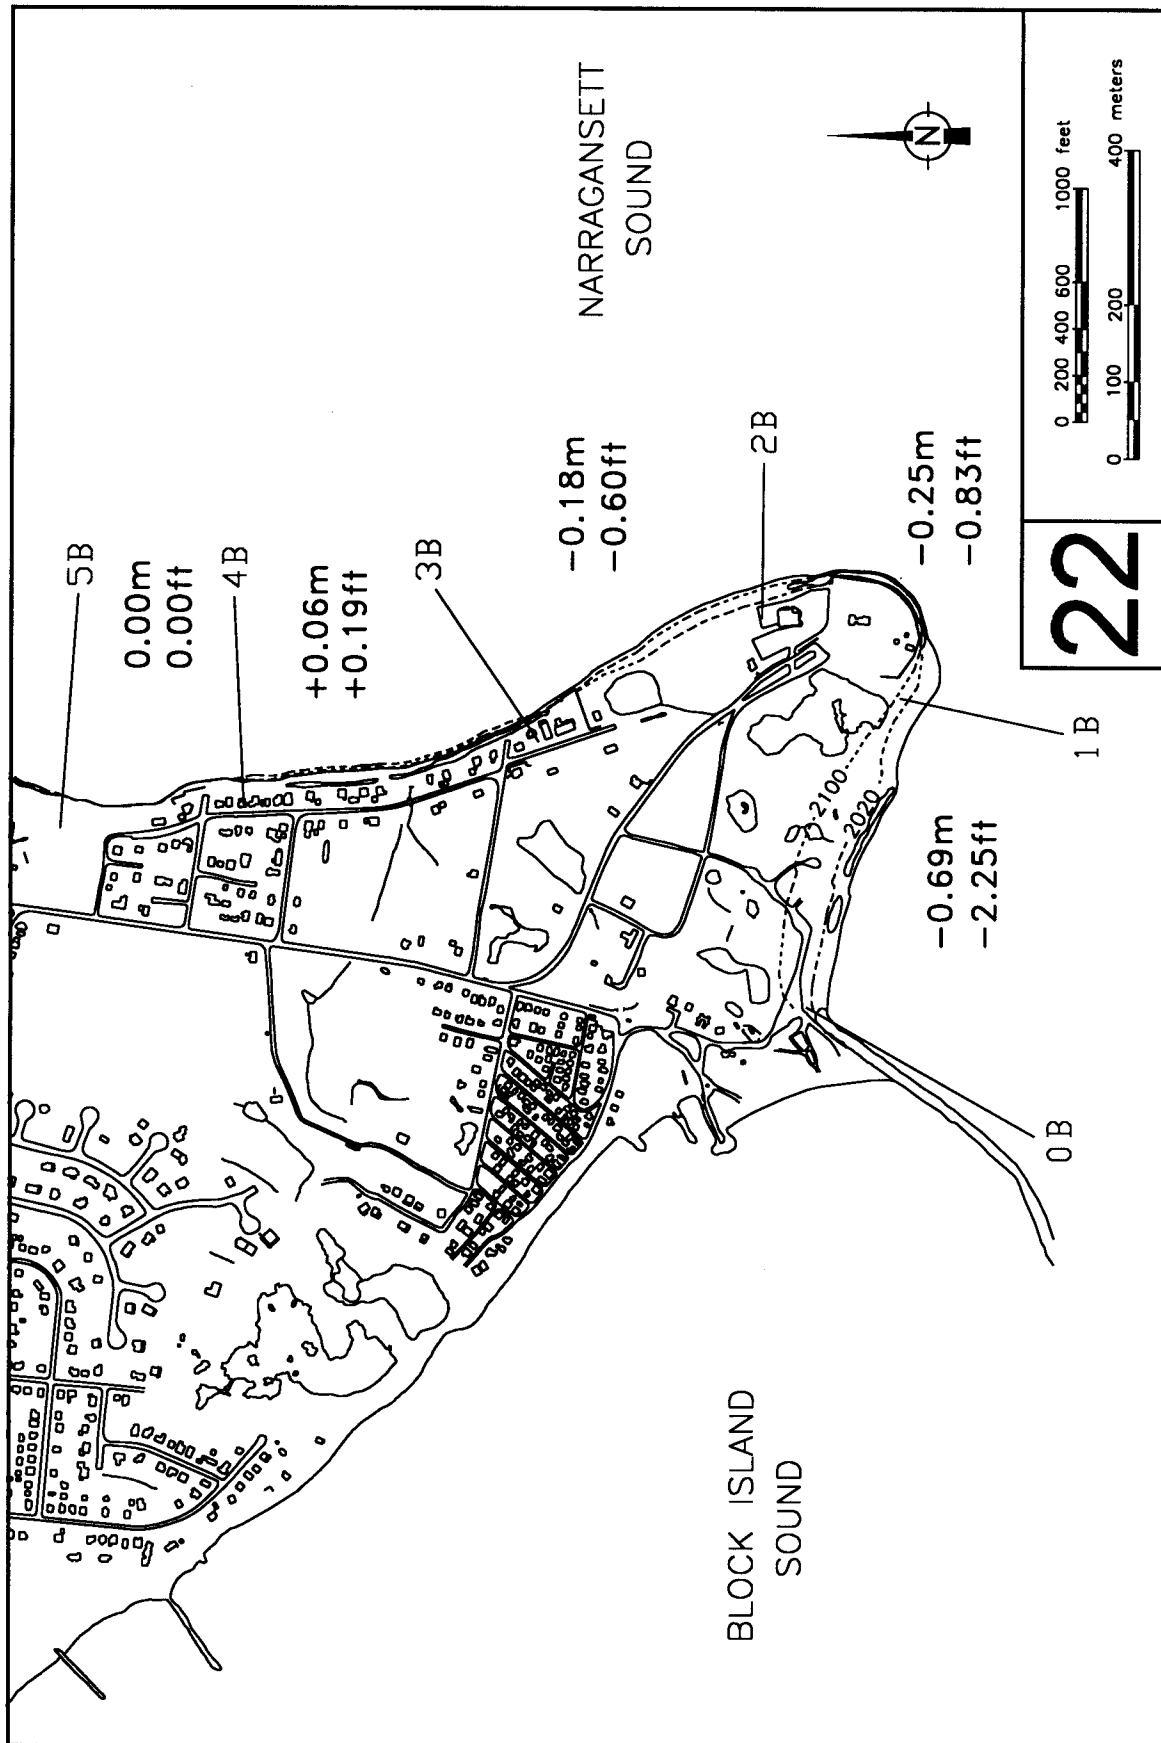 NARRAGANSETT
SOUND
N
0 200 400 600 1000 feet
0 100 200 400 meters
22
5B
0.00m
0.00ft
4B
+0.06m
+0.19ft
3B
-0.18m
-0.60ft
2B
-0.25m
-0.83ft
1B
2100
2020
-0.69m
-2.25ft
0B
BLOCK ISLAND
SOUND